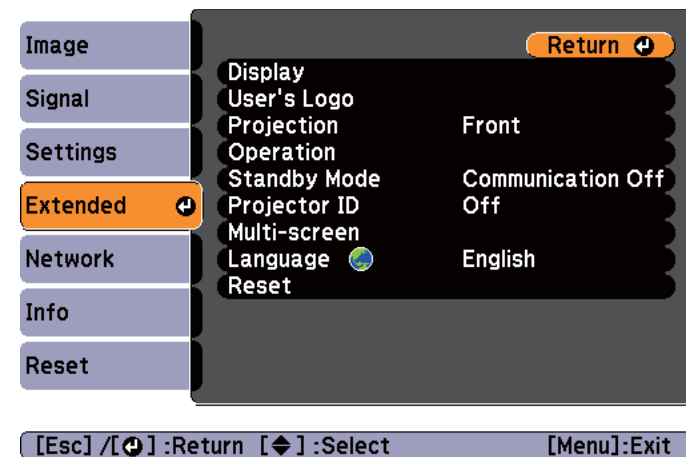 Image
Signal
Settings
Extended
Network
Info
Reset
Return
Display
User's Logo
Projection Front
Operation
Standby Mode Communication Off
Projector ID Off
Multi-screen
Language English
Reset
[Esc] /[ ] :Return [ ] :Select [Menu]:Exit